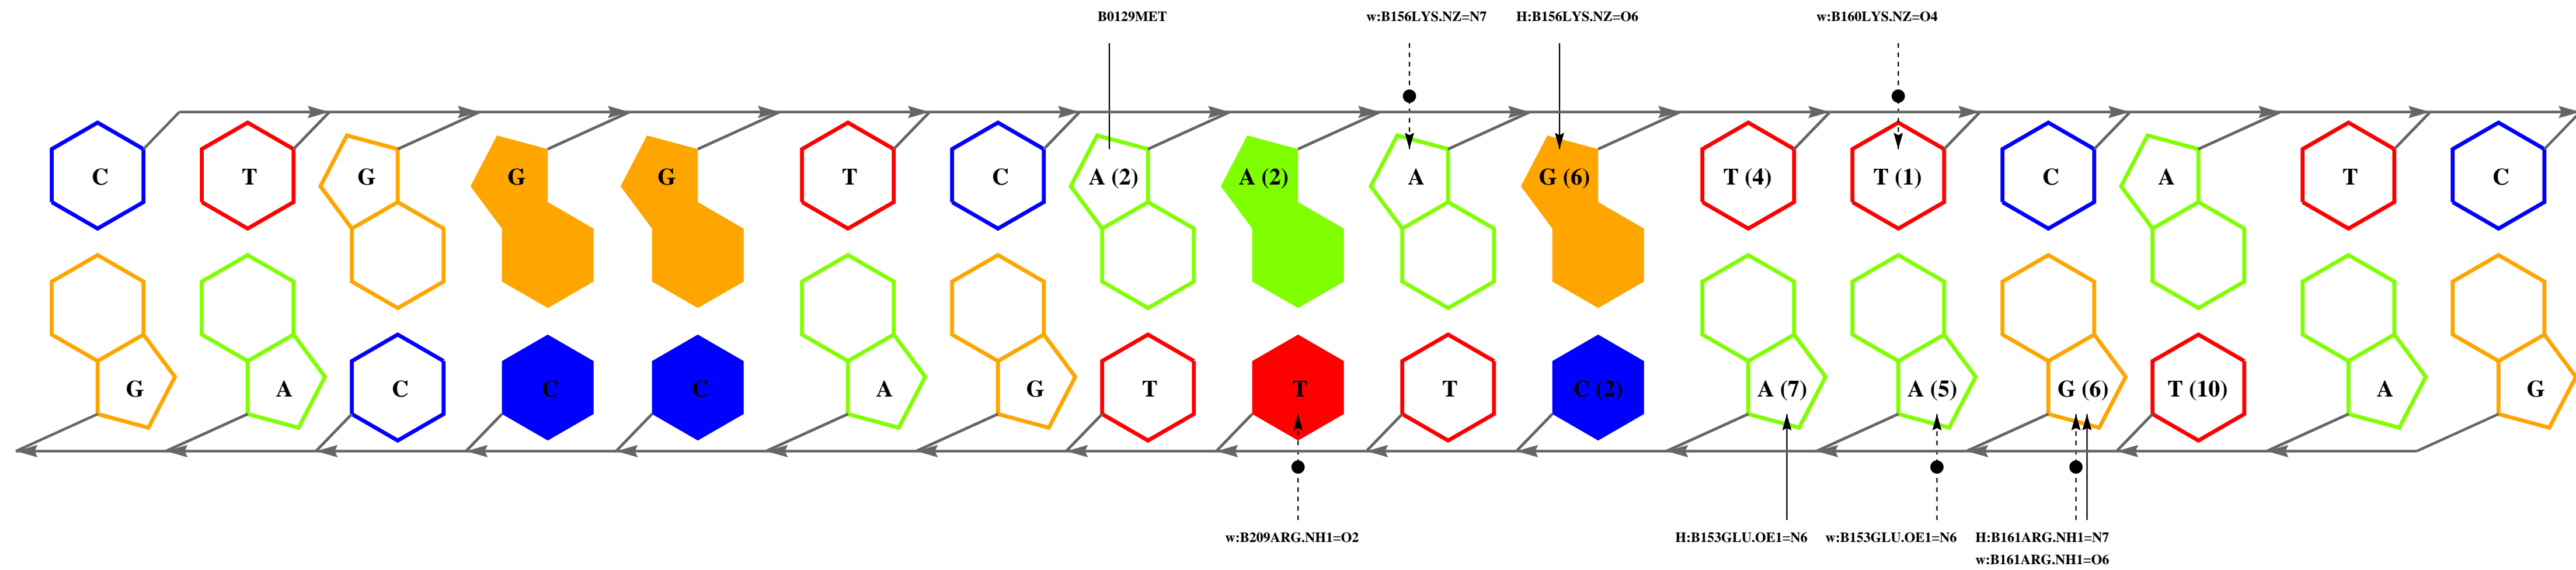 B0129MET w:B156LYS.NZ=N7 H:B156LYS.NZ=O6 w:B160LYS.NZ=O4
C T G G G T C A (2) A (2) A G (6) T (4) T (1) C A T C
G A C C C A G T T T C (2) A (7) A (5) G (6) T (10) A G
w:B209ARG.NH1=O2 H:B153GLU.OE1=N6 w:B153GLU.OE1=N6 H:B161ARG.NH1=N7
w:B161ARG.NH1=O6